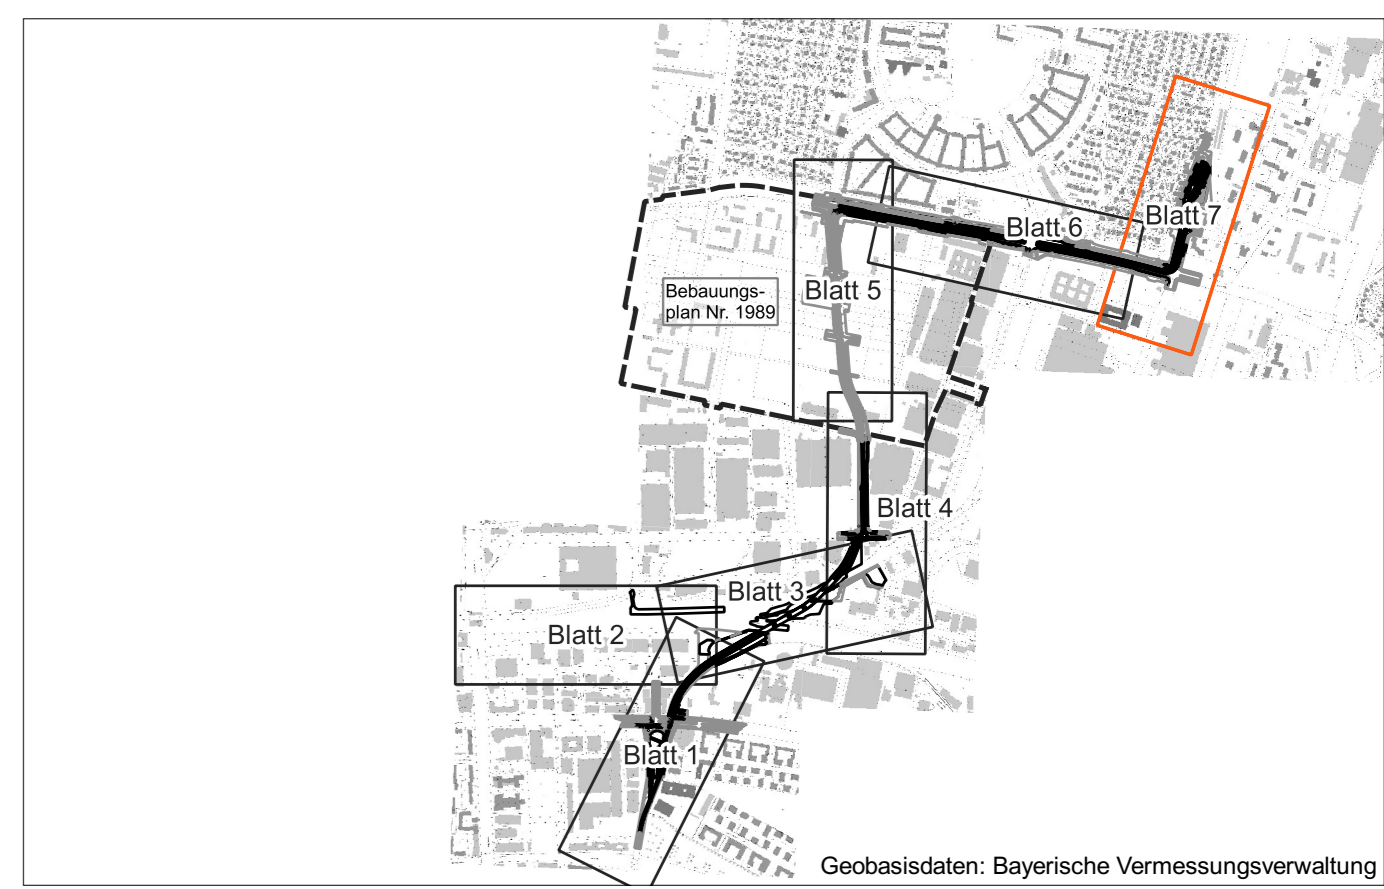 Blatt 7
Blatt 6
Bebauungs-
plan Nr. 1989
Blatt 5
Blatt 4
Blatt 3
Blatt 2
Blatt 1
Geobasisdaten: Bayerische Vermessungsverwaltung